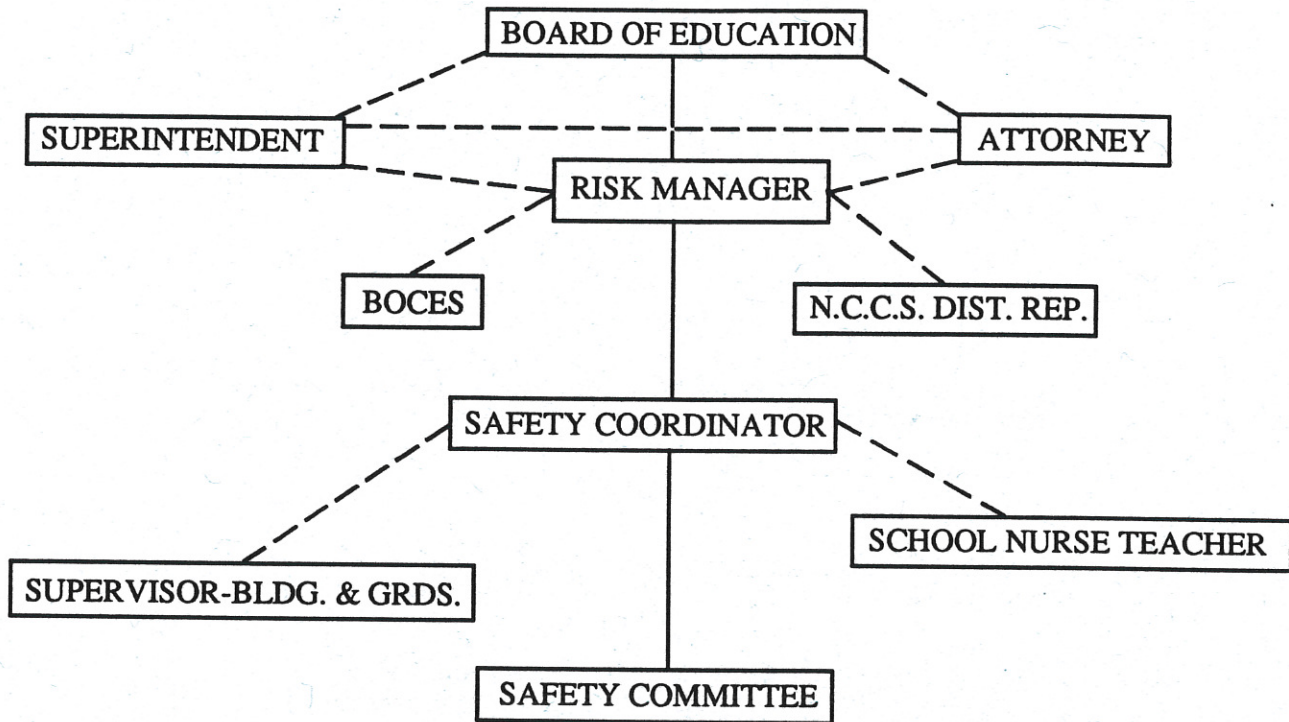 BOARD OF EDUCATION
SUPERINTENDENT
ATTORNEY
RISK MANAGER
BOCES
N.C.C.S. DIST. REP.
SAFETY COORDINATOR
SCHOOL NURSE TEACHER
SUPERVISOR-BLDG. & GRDS.
SAFETY COMMITTEE